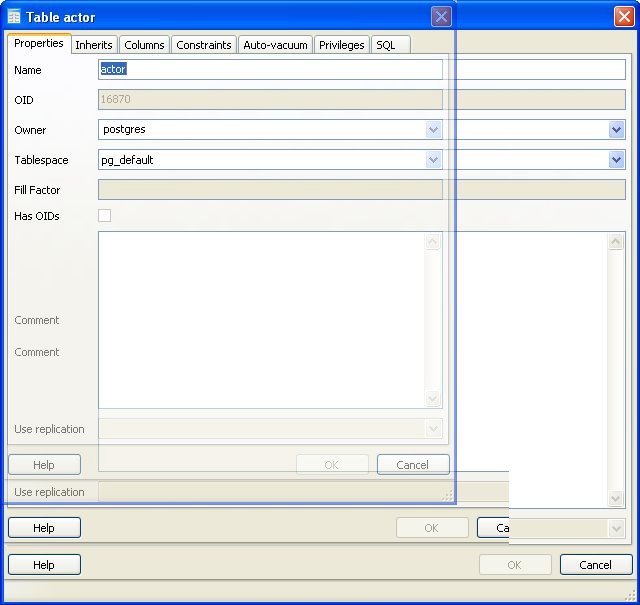 Table actor
Properties Inherits Columns Constraints Auto-vacuum Privileges SQL
Name actor
OID 16870
Owner postgres
Tablespace pg_default
Fill Factor
Has OIDs
Comment
Comment
Use replication
Help OK Cancel
Use replication
Help OK Ca
Help OK Cancel